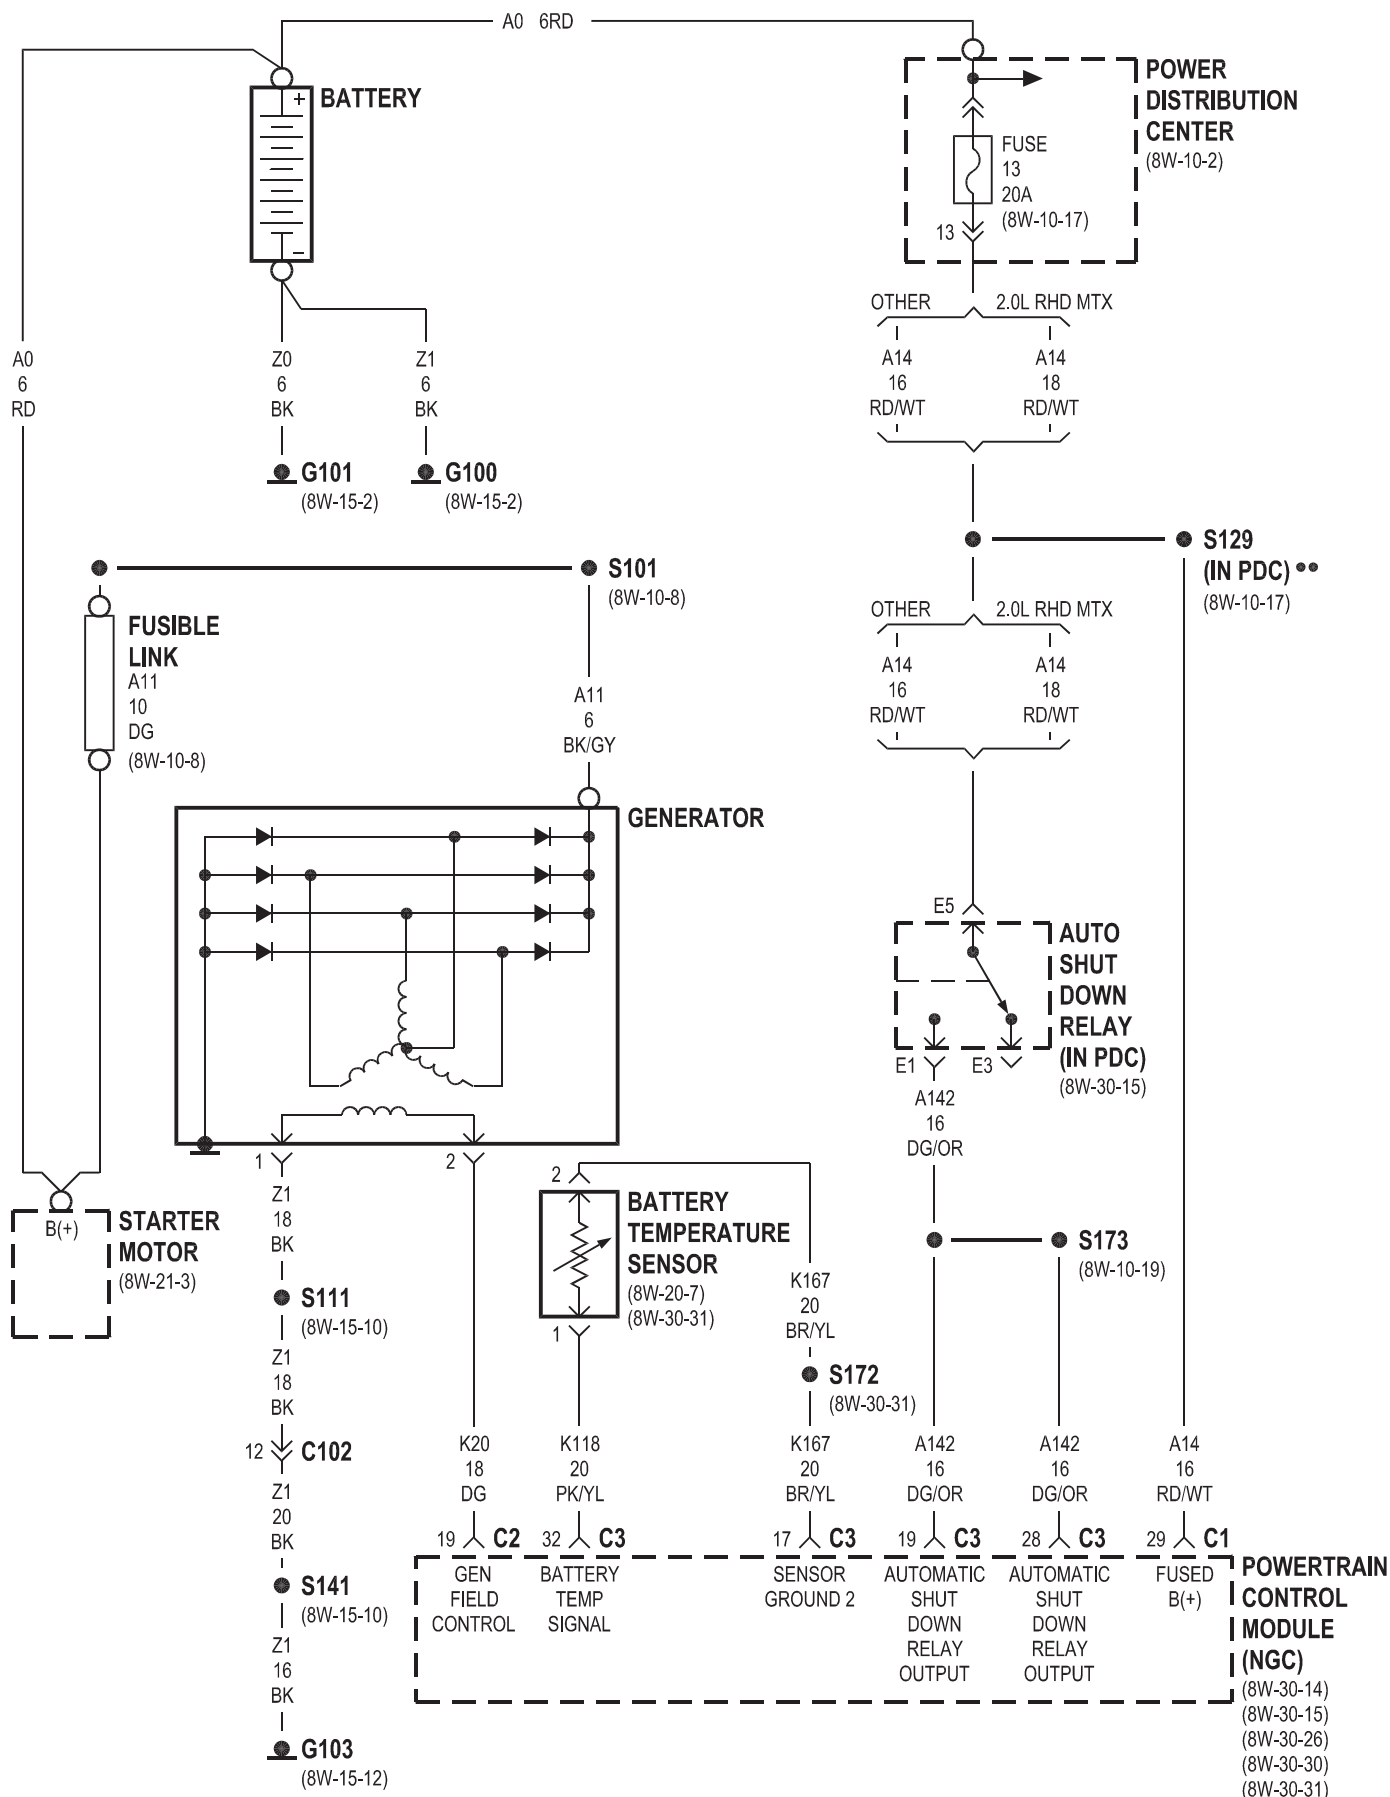 A0 6RD
BATTERY
+
−
POWER
DISTRIBUTION
CENTER
(8W-10-2)
FUSE
13
20A
(8W-10-17)
13
OTHER
2.0L RHD MTX
A14
16
RD/WT
A14
18
RD/WT
A0
6
RD
Z0
6
BK
Z1
6
BK
G101
(8W-15-2)
G100
(8W-15-2)
S129
(IN PDC)
(8W-10-17)
S101
(8W-10-8)
FUSIBLE
LINK
A11
10
DG
(8W-10-8)
A11
6
BK/GY
OTHER
2.0L RHD MTX
A14
16
RD/WT
A14
18
RD/WT
GENERATOR
E5
AUTO
SHUT
DOWN
RELAY
(IN PDC)
(8W-30-15)
E1
E3
A142
16
DG/OR
1
2
Z1
18
BK
B(+)
STARTER
MOTOR
(8W-21-3)
2
BATTERY
TEMPERATURE
SENSOR
(8W-20-7)
(8W-30-31)
1
K167
20
BR/YL
S173
(8W-10-19)
S111
(8W-15-10)
Z1
18
BK
S172
(8W-30-31)
12
C102
Z1
20
BK
K20
18
DG
K118
20
PK/YL
K167
20
BR/YL
A142
16
DG/OR
A142
16
DG/OR
A14
16
RD/WT
19 C2
32 C3
17 C3
19 C3
28 C3
29 C1
GEN
FIELD
CONTROL
BATTERY
TEMP
SIGNAL
SENSOR
GROUND 2
AUTOMATIC
SHUT
DOWN
RELAY
OUTPUT
AUTOMATIC
SHUT
DOWN
RELAY
OUTPUT
FUSED
B(+)
POWERTRAIN
CONTROL
MODULE
(NGC)
(8W-30-14)
(8W-30-15)
(8W-30-26)
(8W-30-30)
(8W-30-31)
S141
(8W-15-10)
Z1
16
BK
G103
(8W-15-12)